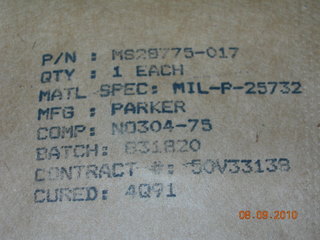 P/N : MS28775-017
QTY : 1 EACH
MATL SPEC: MIL-P-25732
MFG : PARKER
COMP: N0304-75
BATCH: 831820
CONTRACT #: 50V33138
CURED: 4Q91
08.09.2010